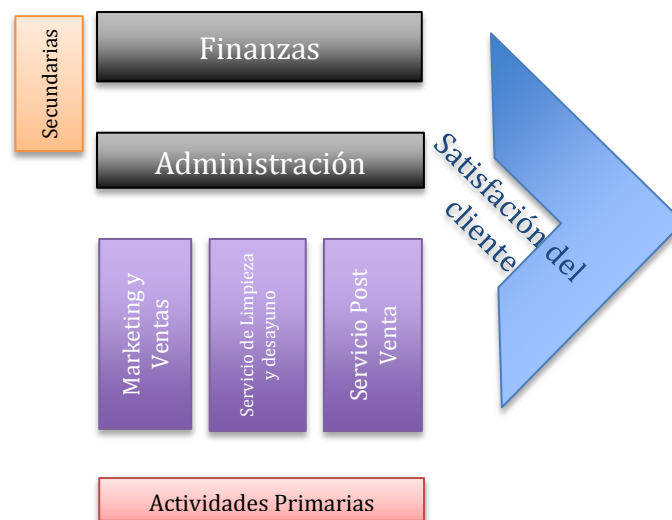 Secundarias
Finanzas
Administración
Satisfación del
cliente
Marketing y
Ventas
Servicio de Limpieza
y desayuno
Servicio Post
Venta
Actividades Primarias